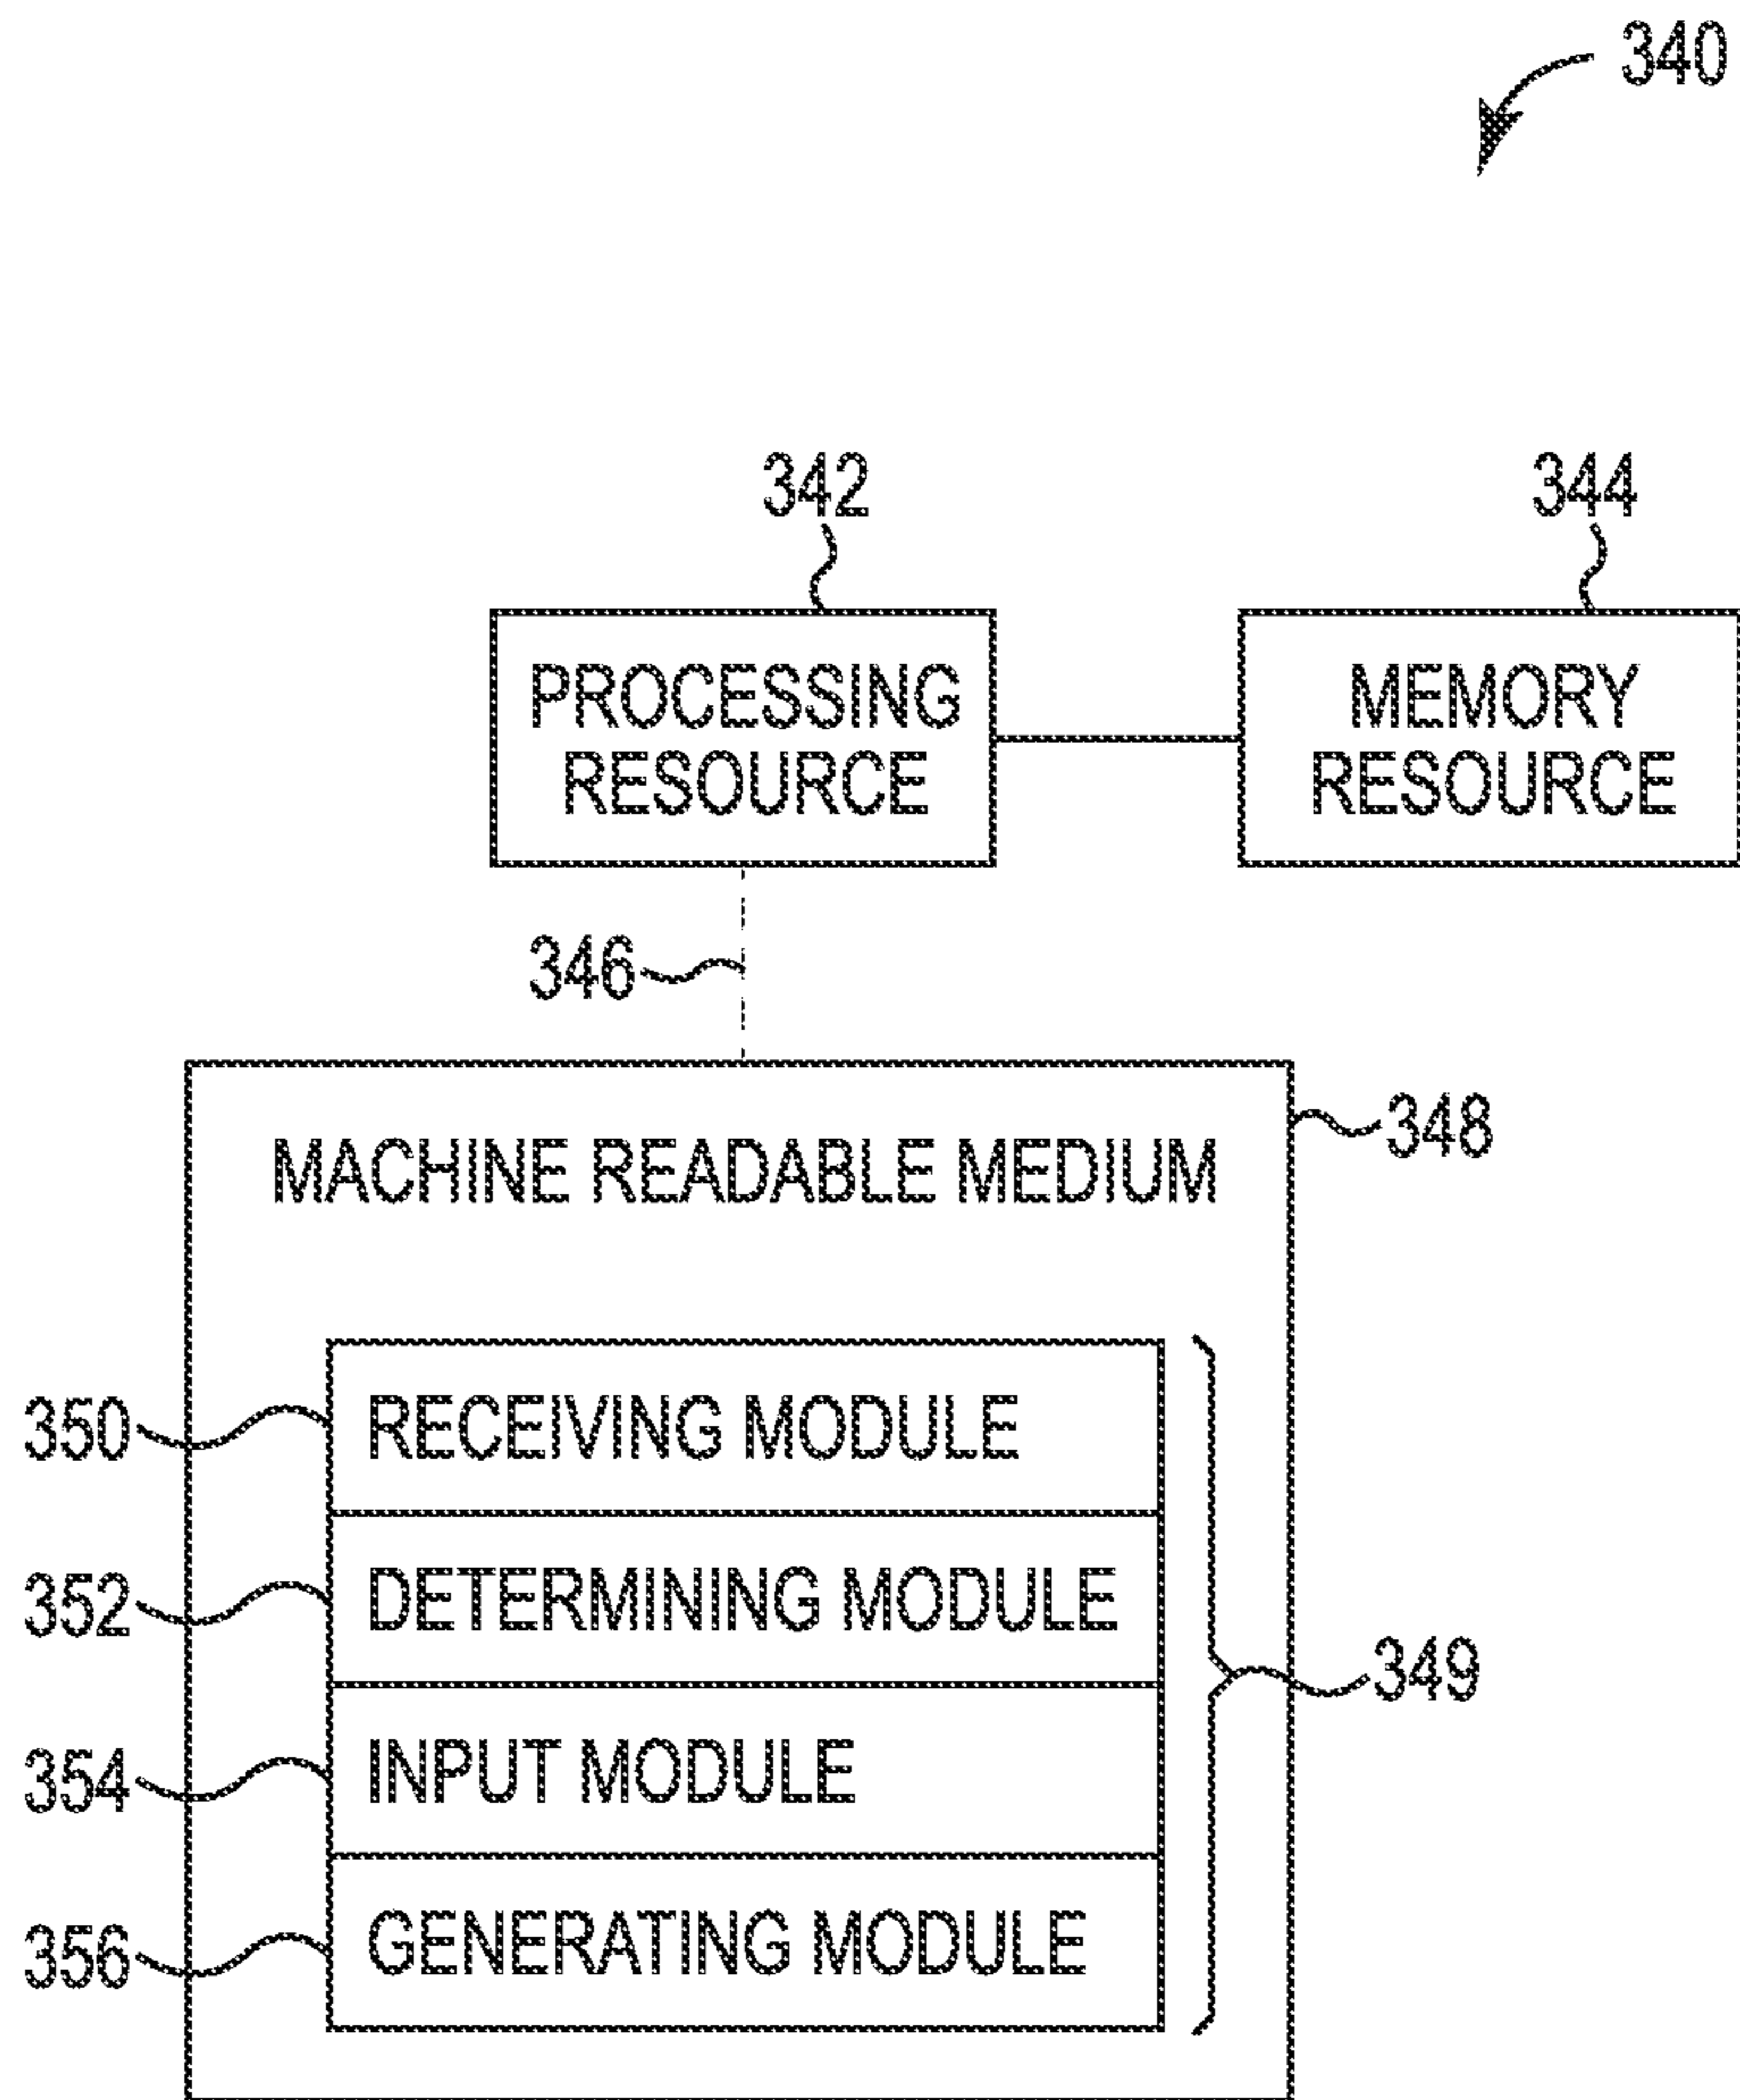 340
342
344
PROCESSING
RESOURCE
MEMORY
RESOURCE
346
348
MACHINE READABLE MEDIUM
350
RECEIVING MODULE
352
DETERMINING MODULE
349
354
INPUT MODULE
356
GENERATING MODULE